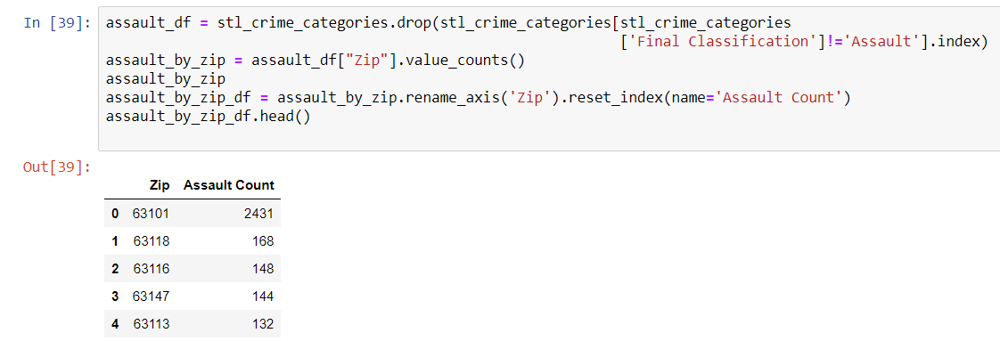 In [39]: assault_df = stl_crime_categories.drop(stl_crime_categories[stl_crime_categories
['Final Classification']!='Assault'].index)
assault_by_zip = assault_df["Zip"].value_counts()
assault_by_zip
assault_by_zip_df = assault_by_zip.rename_axis('Zip').reset_index(name='Assault Count')
assault_by_zip_df.head()
Out[39]:
Zip Assault Count
0 63101 2431
1 63118 168
2 63116 148
3 63147 144
4 63113 132